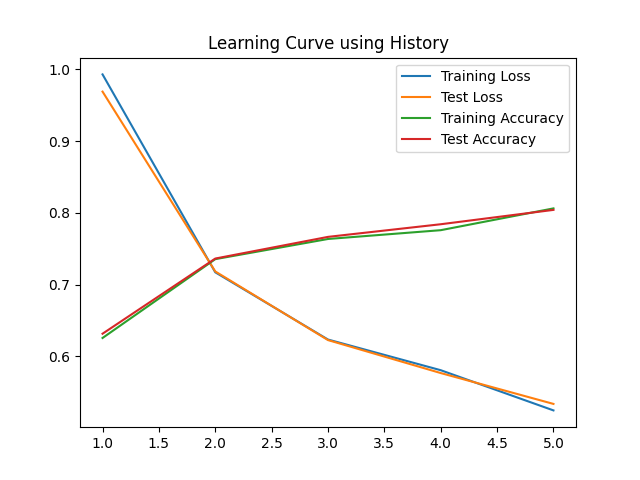 Learning Curve using History
1.0
0.9
0.8
0.7
0.6
Training Loss
Test Loss
Training Accuracy
Test Accuracy
1.0 1.5 2.0 2.5 3.0 3.5 4.0 4.5 5.0